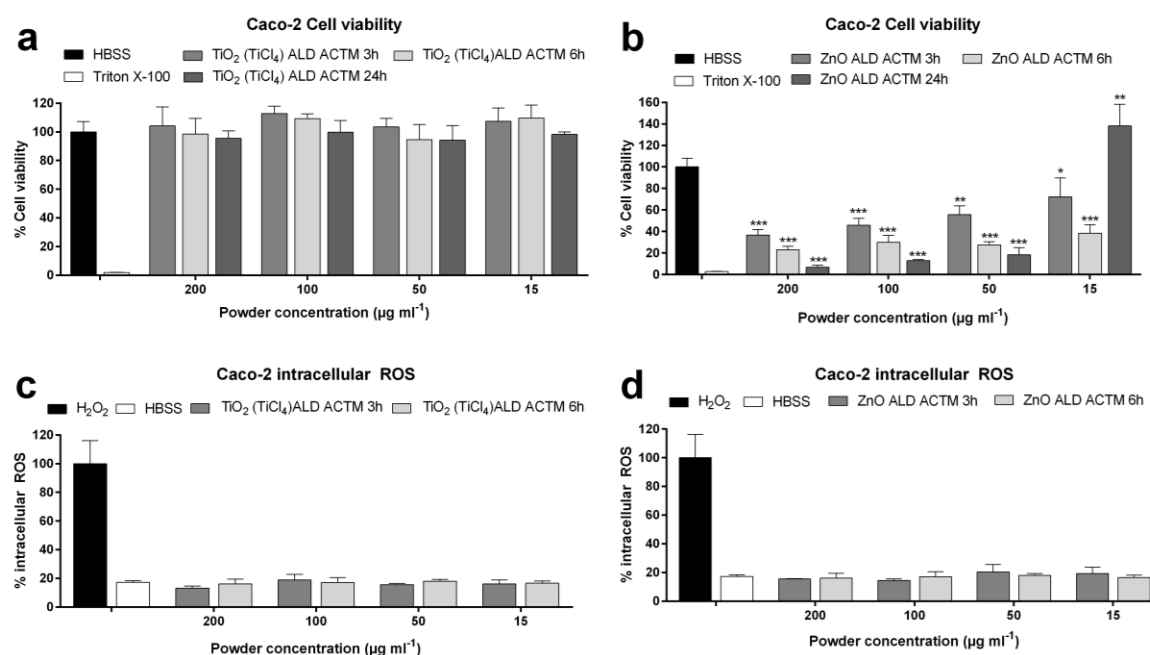 a
Caco-2 Cell viability
HBSS TiO2 (TiCl4) ALD ACTM 3h TiO2 (TiCl4)ALD ACTM 6h
Triton X-100 TiO2 (TiCl4) ALD ACTM 24h
% Cell viability
120
100
80
60
40
20
0
200 100 50 15
Powder concentration (µg ml⁻¹)
b
Caco-2 Cell viability
HBSS ZnO ALD ACTM 3h ZnO ALD ACTM 6h
Triton X-100 ZnO ALD ACTM 24h
% Cell viability
160
140
120
100
80
60
40
20
0
*** *** *** *** *** *** ** *** *** * *** **
200 100 50 15
Powder concentration (µg ml⁻¹)
c
Caco-2 intracellular ROS
H2O2 HBSS TiO2 (TiCl4)ALD ACTM 3h TiO2 (TiCl4)ALD ACTM 6h
% intracellular ROS
120
100
80
60
40
20
0
200 100 50 15
Powder concentration (µg ml⁻¹)
d
Caco-2 intracellular ROS
H2O2 HBSS ZnO ALD ACTM 3h ZnO ALD ACTM 6h
% intracellular ROS
120
100
80
60
40
20
0
200 100 50 15
Powder concentration (µg ml⁻¹)